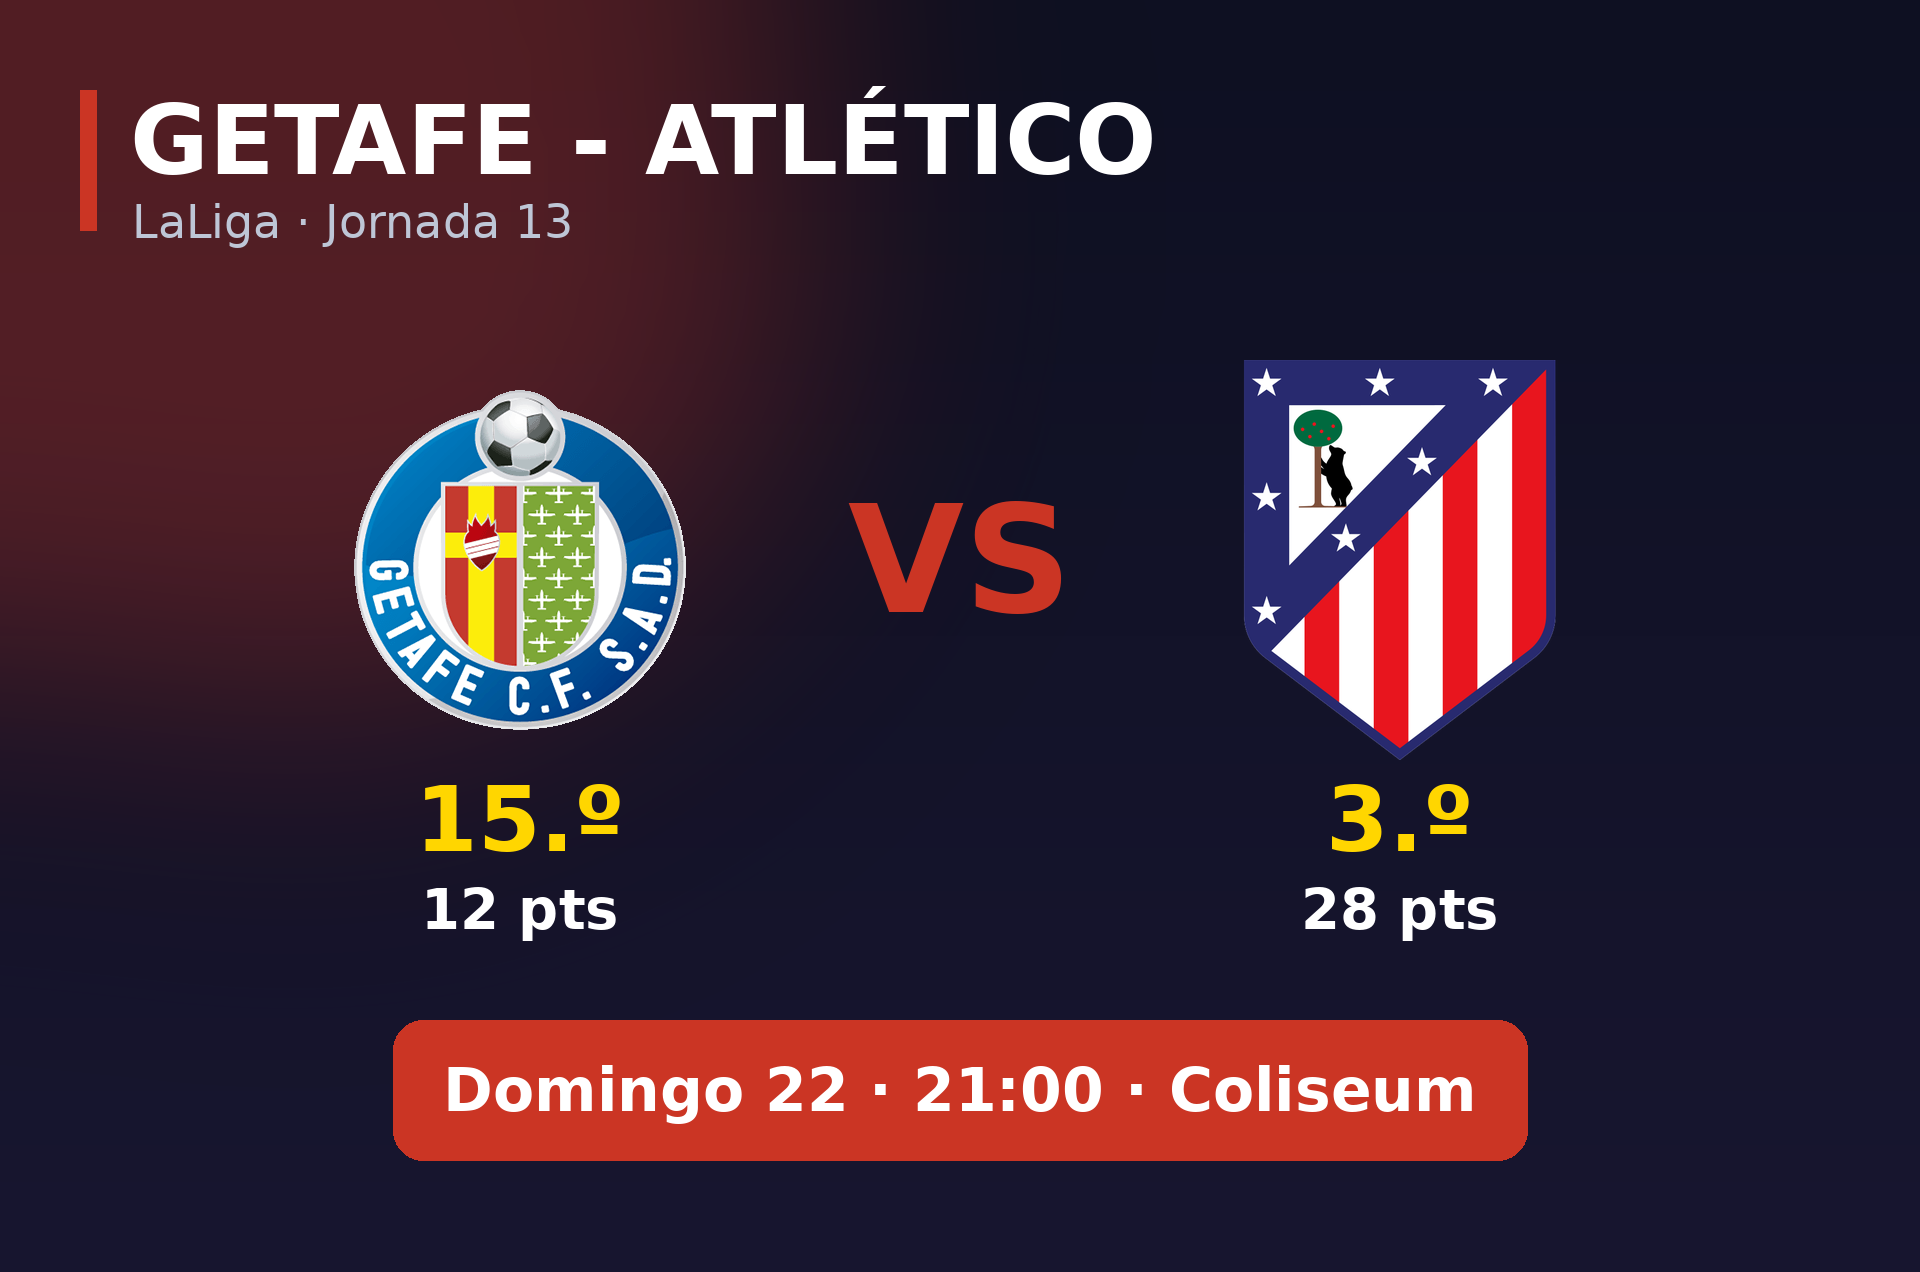 GETAFE - ATLÉTICO
LaLiga · Jornada 13
GETAFE C.F. S.A.D.
VS
15.º
3.º
12 pts
28 pts
Domingo 22 · 21:00 · Coliseum